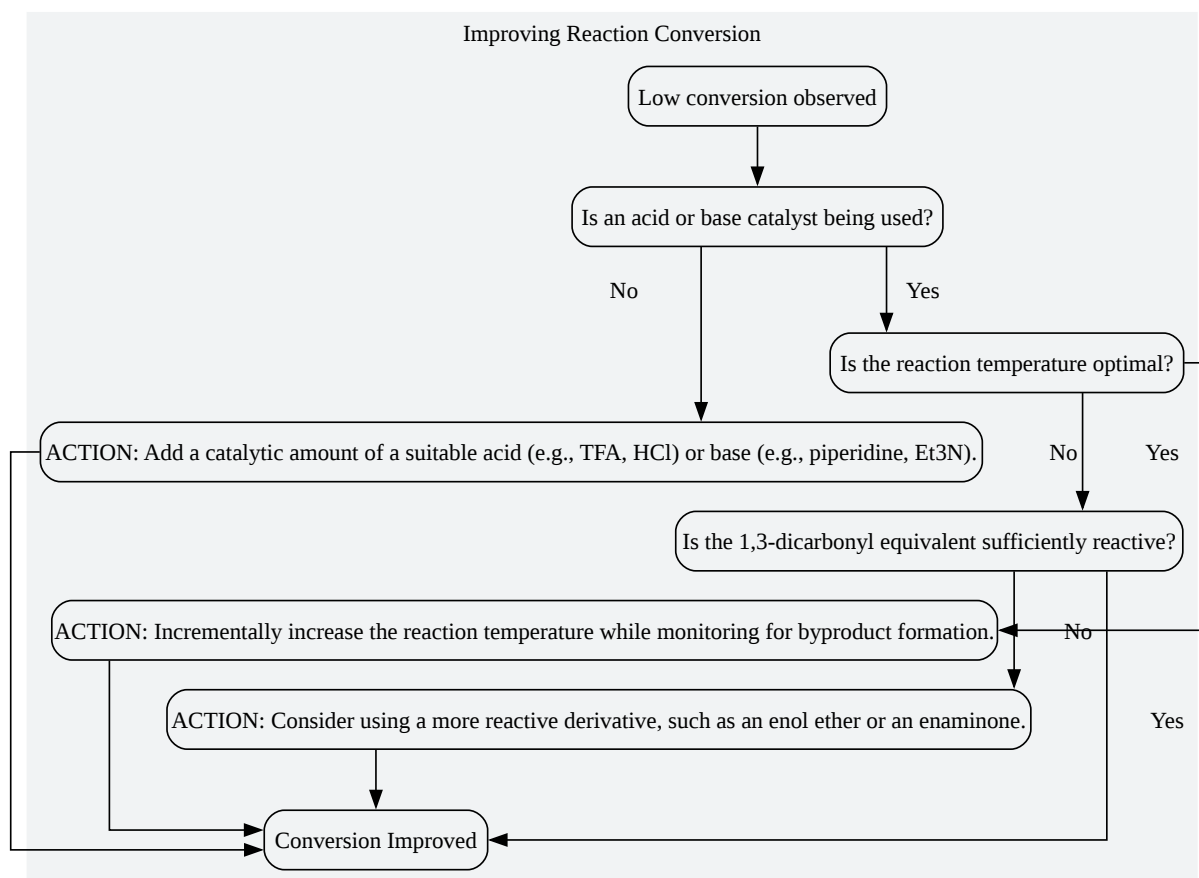 Improving Reaction Conversion
Low conversion observed
Is an acid or base catalyst being used?
No
Yes
Is the reaction temperature optimal?
ACTION: Add a catalytic amount of a suitable acid (e.g., TFA, HCl) or base (e.g., piperidine, Et3N).
No
Yes
Is the 1,3-dicarbonyl equivalent sufficiently reactive?
ACTION: Incrementally increase the reaction temperature while monitoring for byproduct formation.
No
ACTION: Consider using a more reactive derivative, such as an enol ether or an enaminone.
Yes
Conversion Improved